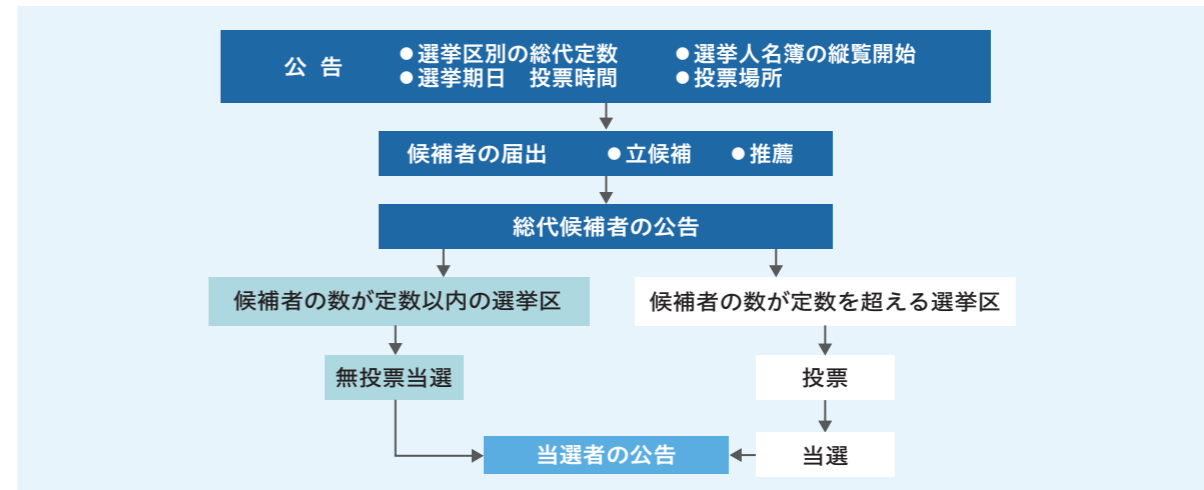 公 告
●選挙区別の総代定数 ●選挙人名簿の縦覧開始
●選挙期日　投票時間 ●投票場所
候補者の届出 ●立候補 ●推薦
総代候補者の公告
候補者の数が定数以内の選挙区
候補者の数が定数を超える選挙区
無投票当選
投票
当選者の公告
当選